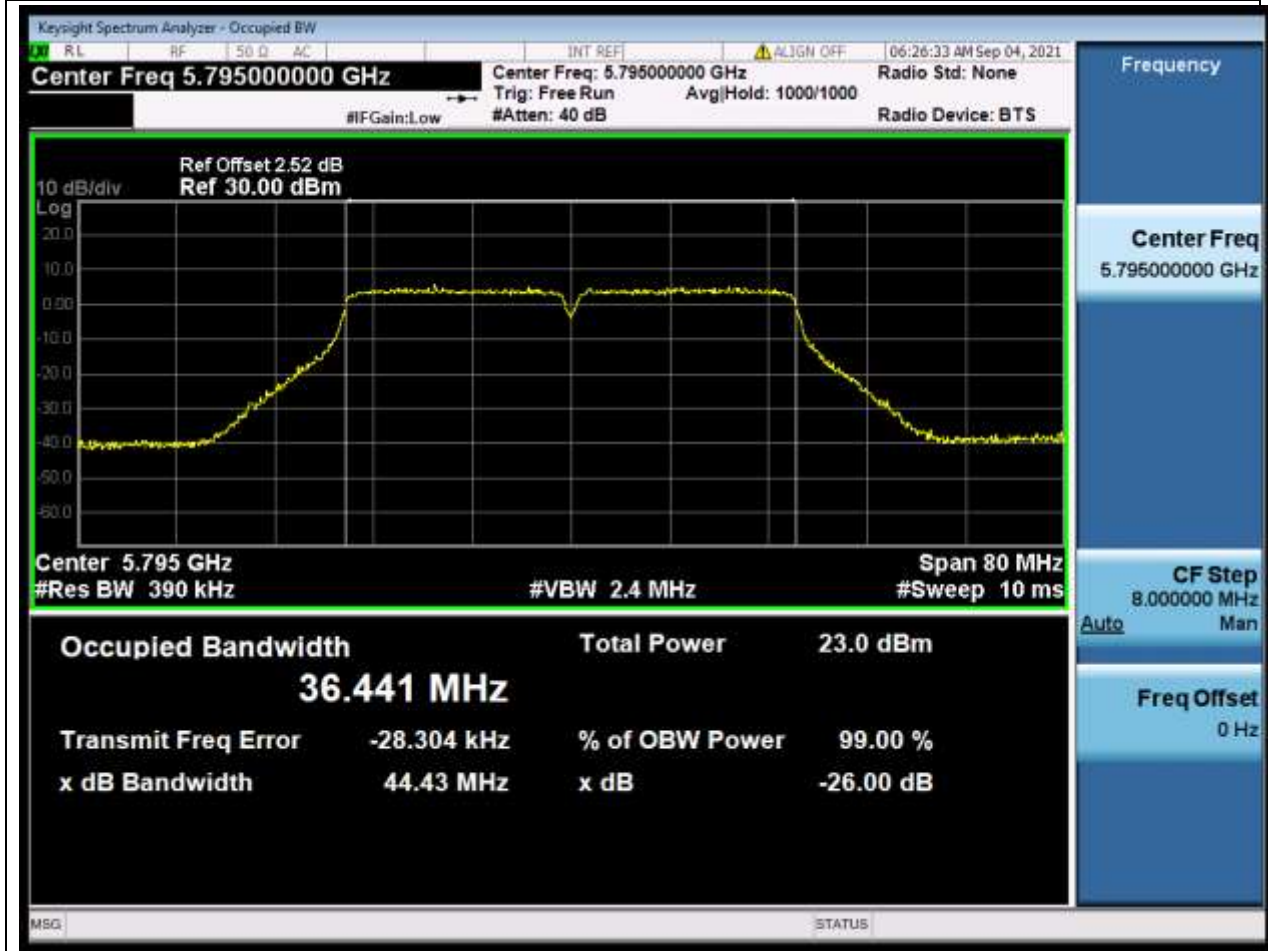 Keysight Spectrum Analyzer - Occupied BW
LXI RL RF 50 Ω AC INT REF ALIGN OFF 06:26:33 AM Sep 04, 2021
Center Freq 5.795000000 GHz
Center Freq: 5.795000000 GHz
Radio Std: None
Trig: Free Run Avg|Hold: 1000/1000
#IFGain:Low
#Atten: 40 dB
Radio Device: BTS
Frequency
Ref Offset 2.52 dB
10 dB/div Ref 30.00 dBm
Log
20.0
10.0
0.00
-10.0
-20.0
-30.0
-40.0
-50.0
-60.0
Center 5.795 GHz Span 80 MHz
#Res BW 390 kHz #VBW 2.4 MHz #Sweep 10 ms
Occupied Bandwidth Total Power 23.0 dBm
36.441 MHz
Transmit Freq Error -28.304 kHz % of OBW Power 99.00 %
x dB Bandwidth 44.43 MHz x dB -26.00 dB
Center Freq
5.795000000 GHz
CF Step
8.000000 MHz
Auto Man
Freq Offset
0 Hz
MSG STATUS